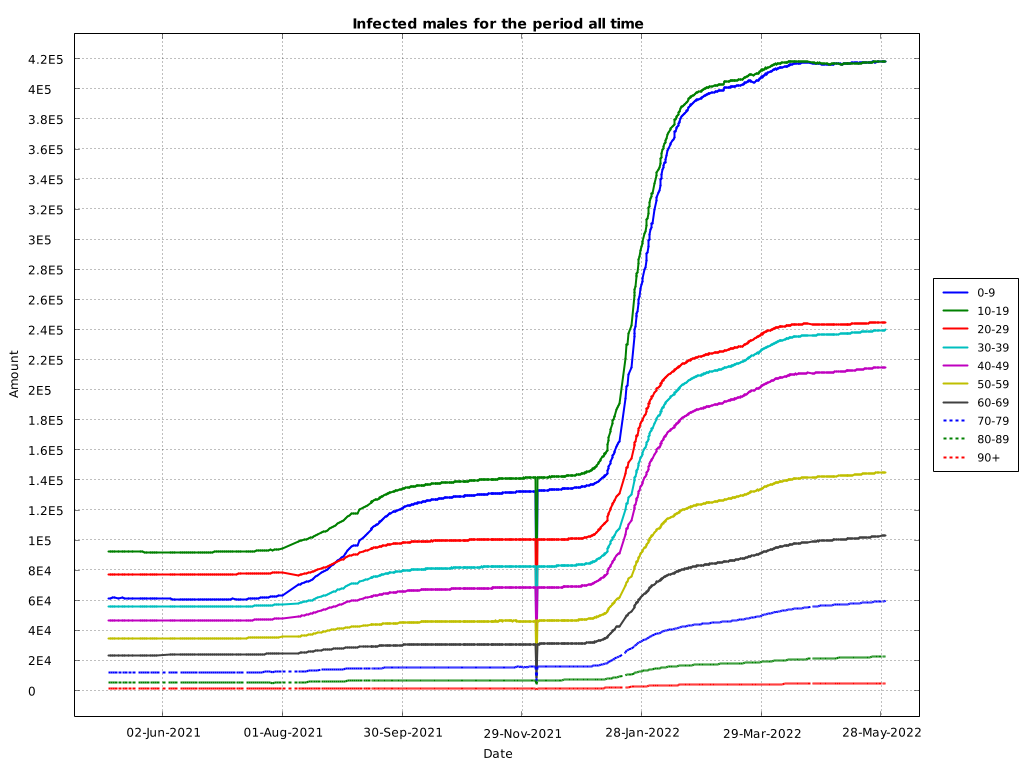 Infected males for the period all time
Amount
4.2E5
4E5
3.8E5
3.6E5
3.4E5
3.2E5
3E5
2.8E5
2.6E5
2.4E5
2.2E5
2E5
1.8E5
1.6E5
1.4E5
1.2E5
1E5
8E4
6E4
4E4
2E4
0
02-Jun-2021 01-Aug-2021 30-Sep-2021 29-Nov-2021 28-Jan-2022 29-Mar-2022 28-May-2022
Date
0-9
10-19
20-29
30-39
40-49
50-59
60-69
70-79
80-89
90+